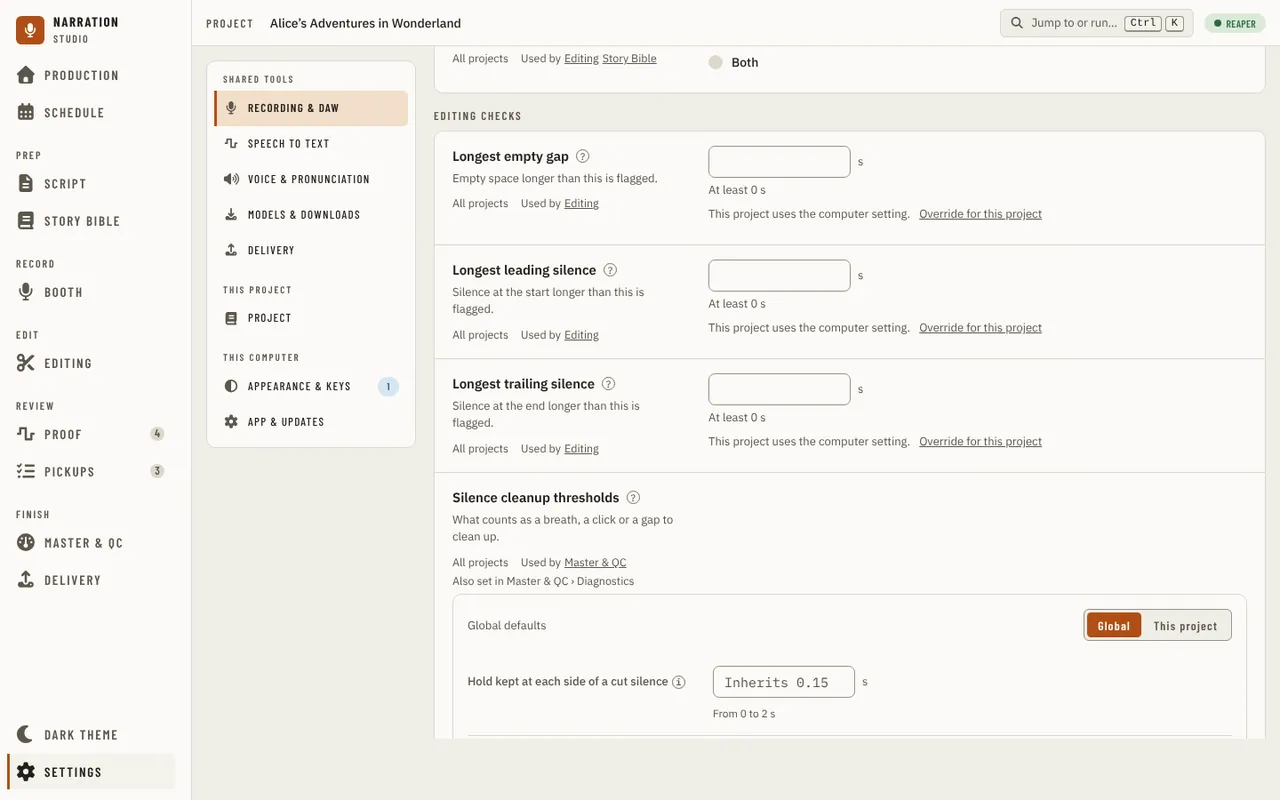 NARRATION
STUDIO
PRODUCTION
SCHEDULE
PREP
SCRIPT
STORY BIBLE
RECORD
BOOTH
EDIT
EDITING
REVIEW
PROOF 4
PICKUPS 3
FINISH
MASTER & QC
DELIVERY
DARK THEME
SETTINGS
PROJECT Alice's Adventures in Wonderland
Jump to or run... Ctrl K
REAPER
SHARED TOOLS
RECORDING & DAW
SPEECH TO TEXT
VOICE & PRONUNCIATION
MODELS & DOWNLOADS
DELIVERY
THIS PROJECT
PROJECT
THIS COMPUTER
APPEARANCE & KEYS 1
APP & UPDATES
All projects Used by Editing Story Bible
Both
EDITING CHECKS
Longest empty gap ?
Empty space longer than this is flagged.
All projects Used by Editing
s
At least 0 s
This project uses the computer setting. Override for this project
Longest leading silence ?
Silence at the start longer than this is
flagged.
All projects Used by Editing
s
At least 0 s
This project uses the computer setting. Override for this project
Longest trailing silence ?
Silence at the end longer than this is
flagged.
All projects Used by Editing
s
At least 0 s
This project uses the computer setting. Override for this project
Silence cleanup thresholds ?
What counts as a breath, a click or a gap to
clean up.
All projects Used by Master & QC
Also set in Master & QC › Diagnostics
Global defaults
Global This project
Hold kept at each side of a cut silence i
Inherits 0.15 s
From 0 to 2 s